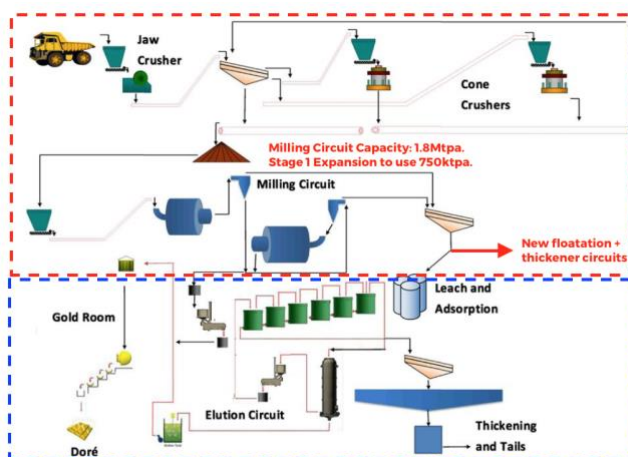 Jaw
Crusher
Cone
Crushers
Milling Circuit Capacity: 1.8Mtpa.
Stage 1 Expansion to use 750ktpa.
Milling Circuit
New floatation +
thickener circuits
Leach and
Adsorption
Gold Room
Elution Circuit
Thickening
and Tails
Doré